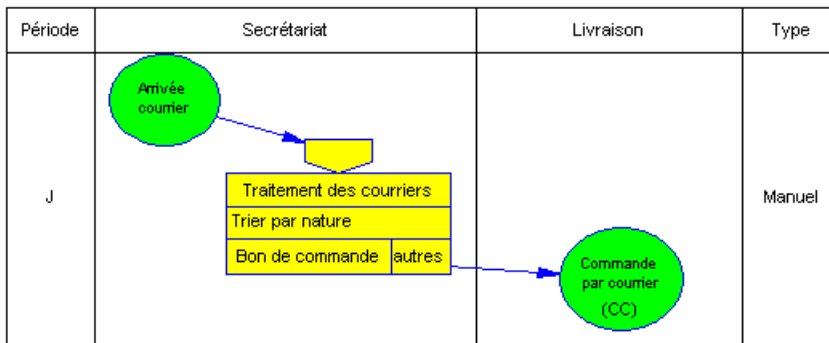 Période
Secrétariat
Livraison
Type
Arrivée
courrier
Traitement des courriers
Trier par nature
Bon de commande
autres
J
Manuel
Commande
par courrier
(CC)